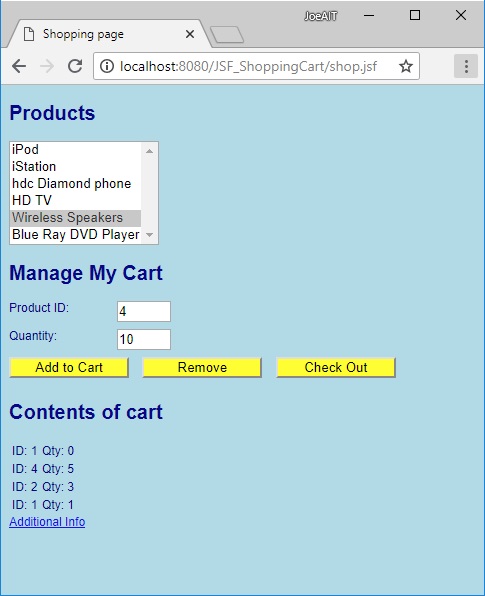 JoeAIT
Shopping page
localhost:8080/JSF_ShoppingCart/shop.jsf
Products
iPod
iStation
hdc Diamond phone
HD TV
Wireless Speakers
Blue Ray DVD Player
Manage My Cart
Product ID: 4
Quantity: 10
Add to Cart Remove Check Out
Contents of cart
ID: 1 Qty: 0
ID: 4 Qty: 5
ID: 2 Qty: 3
ID: 1 Qty: 1
Additional Info